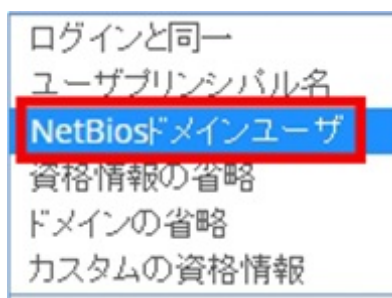 ログインと同一
ユーザプリンシパル名
NetBiosドメインユーザ
資格情報の省略
ドメインの省略
カスタムの資格情報